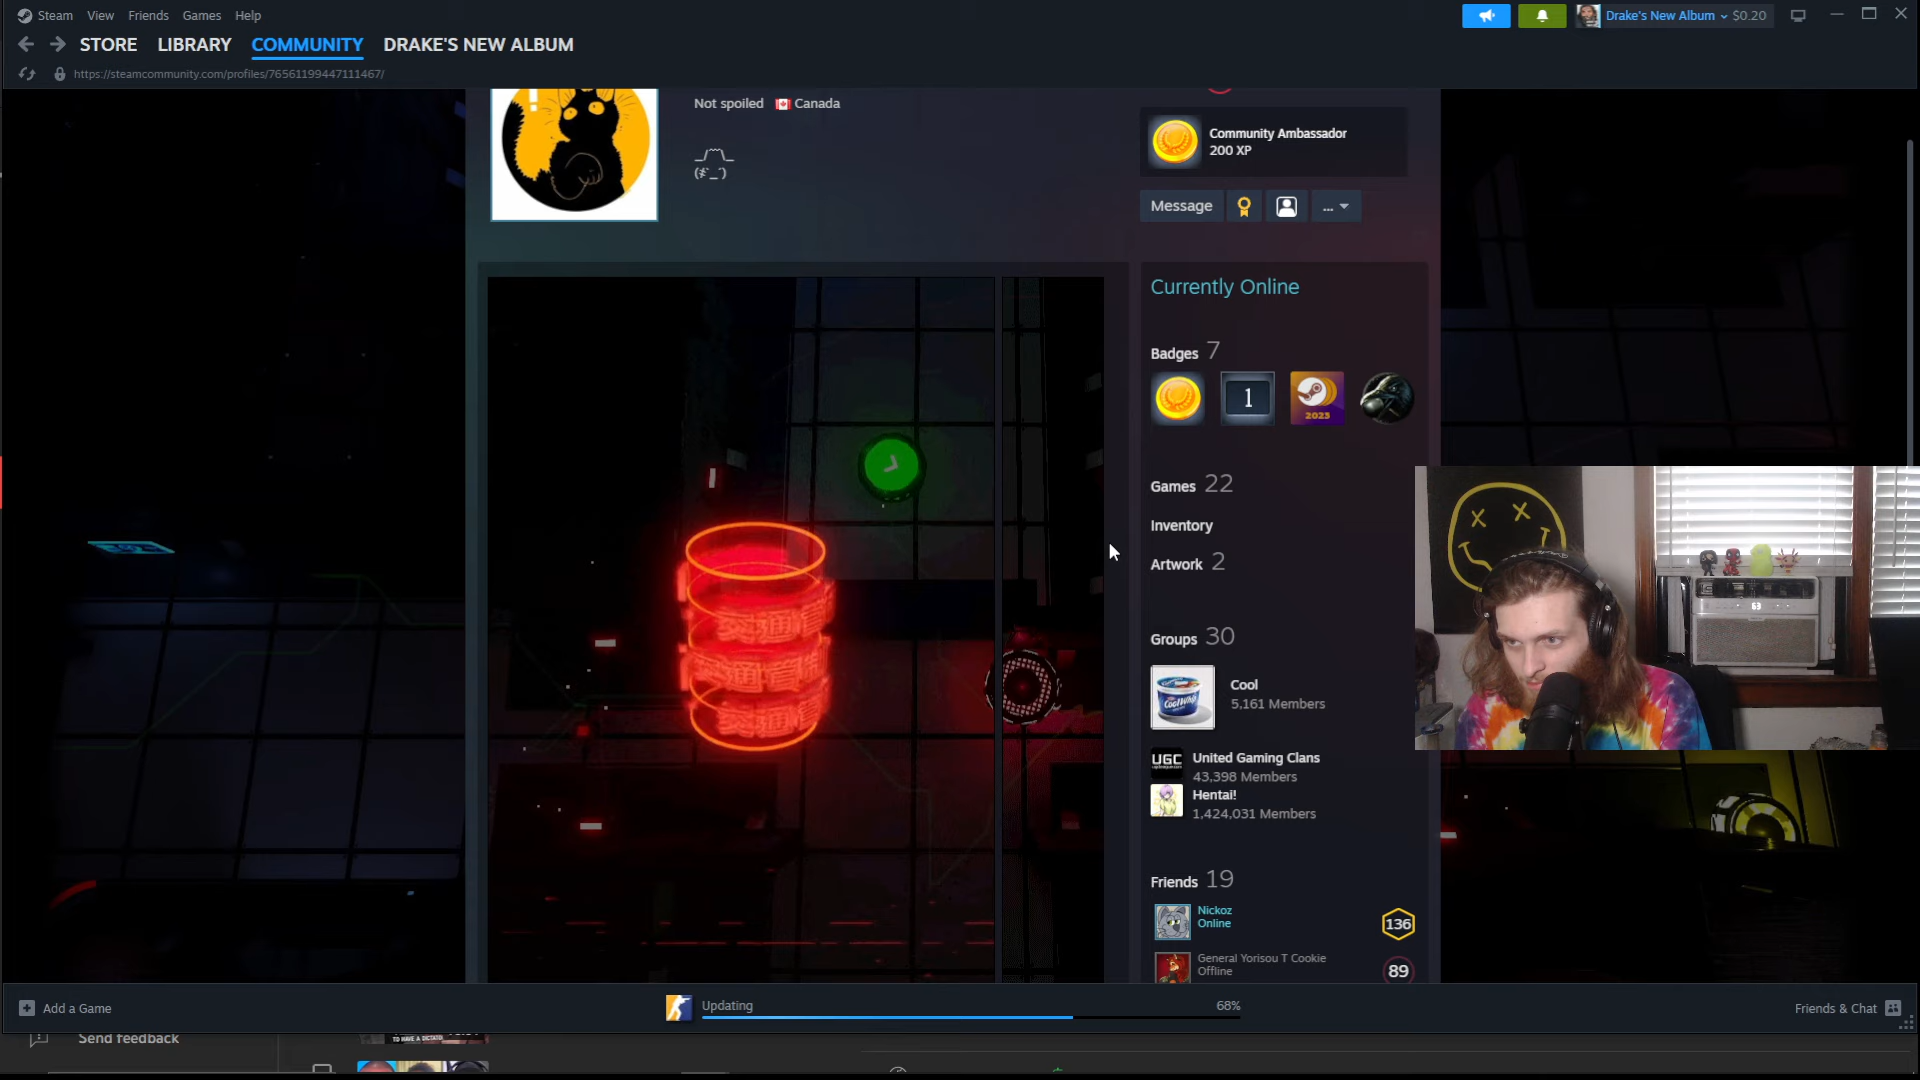 Steam View Friends Games Help
Drake's New Album $0.20
STORE LIBRARY COMMUNITY DRAKE'S NEW ALBUM
https://steamcommunity.com/profiles/76561199447111467/
Not spoiled Canada
Community Ambassador
200 XP
Message ...
Currently Online
Badges 7
1
2023
Games 22
Inventory
Artwork 2
Groups 30
Cool Whip
Cool
5,161 Members
UGC
United Gaming Clans
43,398 Members
Hentai!
1,424,031 Members
Friends 19
Nickoz
Online
136
General Yorisou T Cookie
Offline
89
63
Add a Game
Updating
68%
Friends & Chat
Send feedback